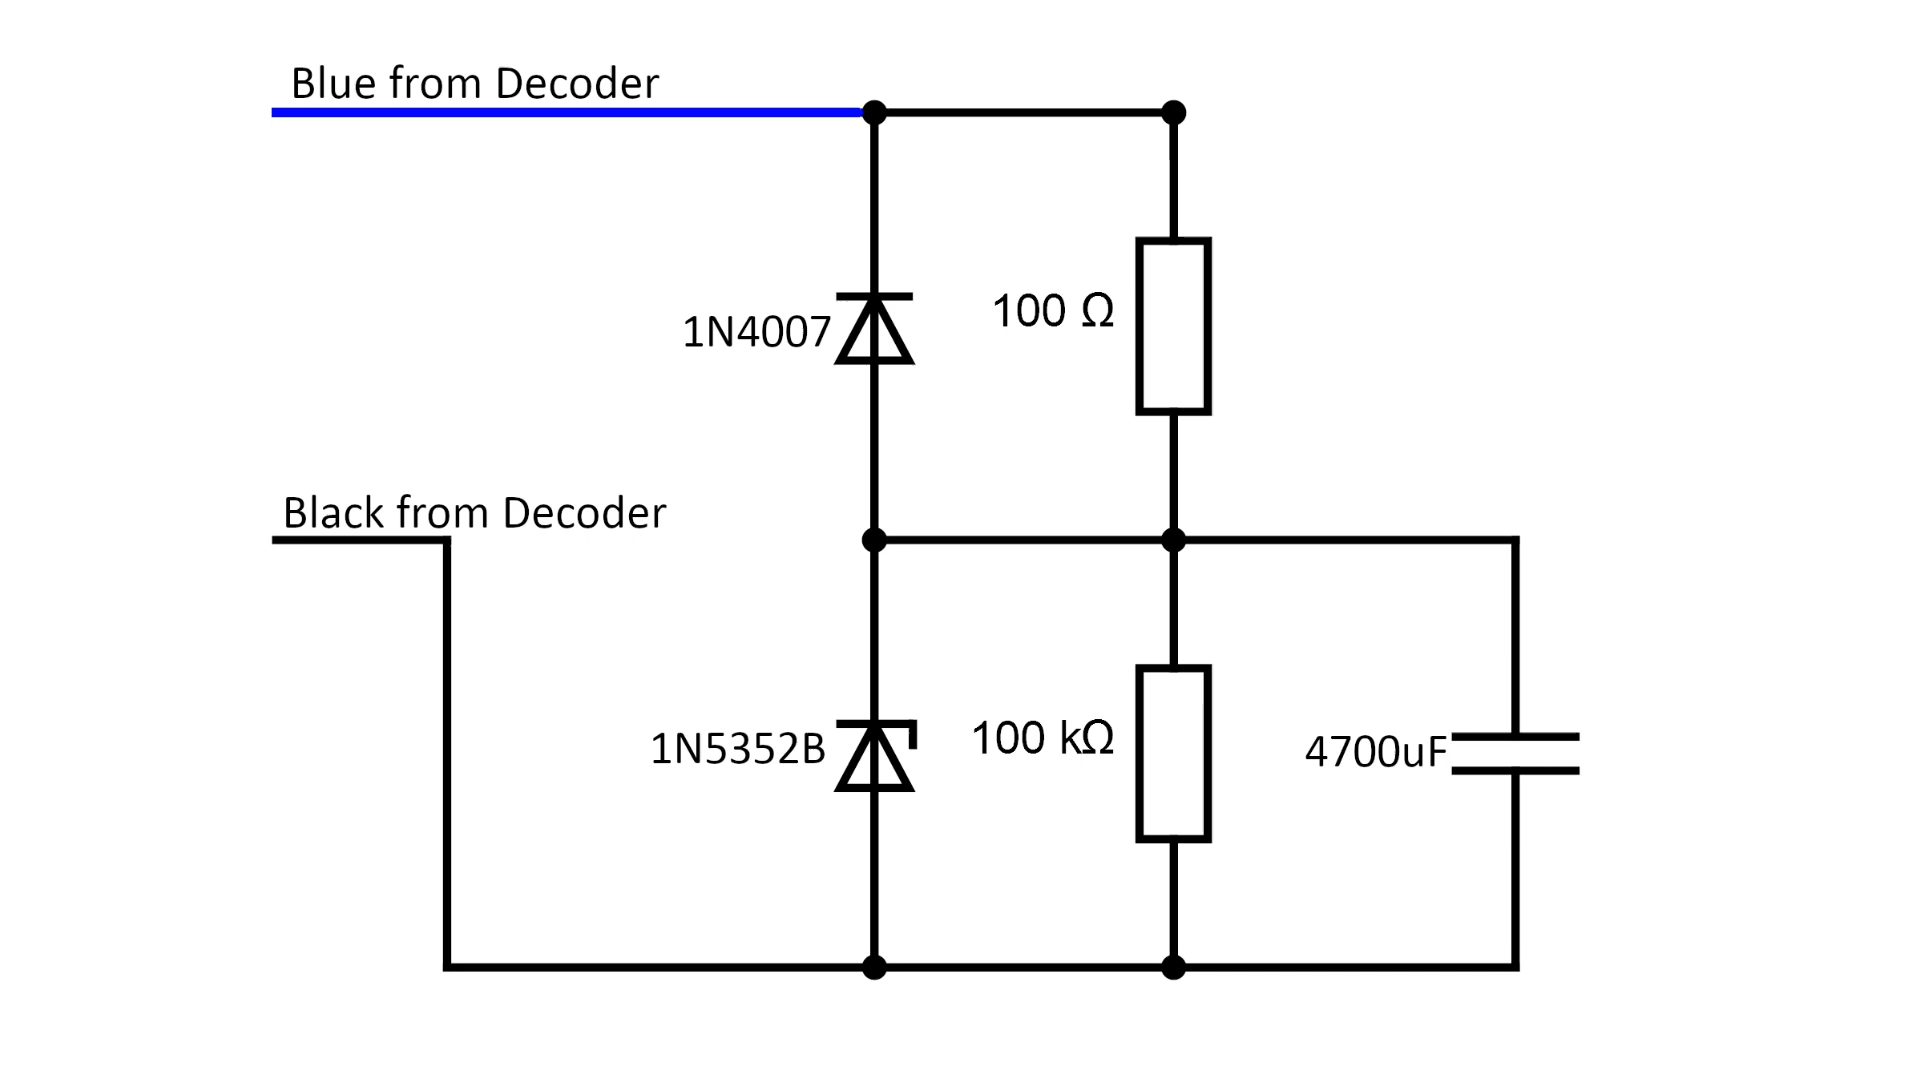 Blue from Decoder
1N4007
100 Ω
Black from Decoder
1N5352B
100 kΩ
4700uF